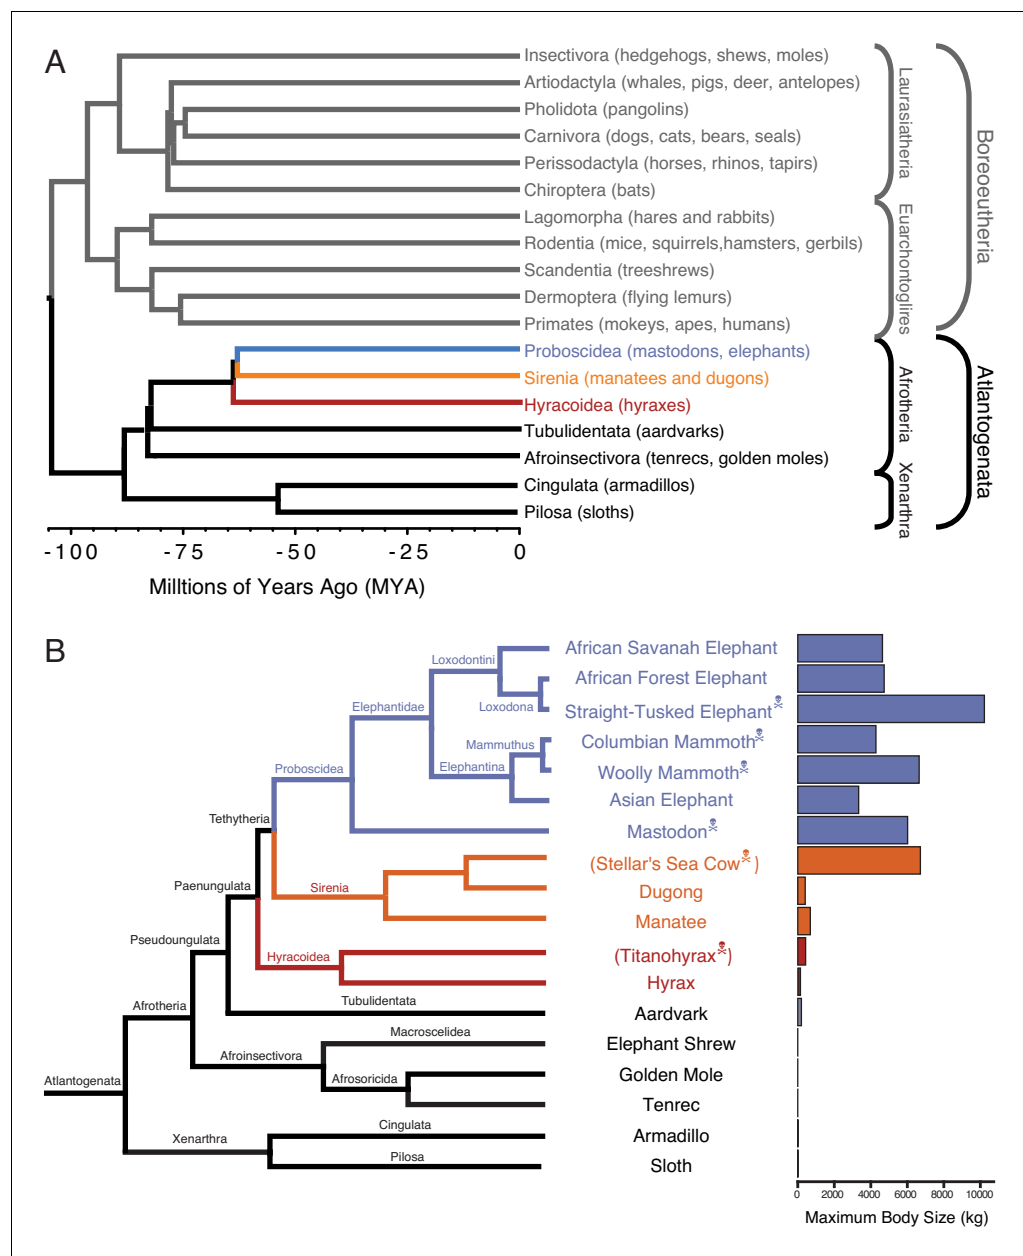 A
Insectivora (hedgehogs, shews, moles)
Artiodactyla (whales, pigs, deer, antelopes)
Pholidota (pangolins)
Carnivora (dogs, cats, bears, seals)
Perissodactyla (horses, rhinos, tapirs)
Chiroptera (bats)
Lagomorpha (hares and rabbits)
Rodentia (mice, squirrels,hamsters, gerbils)
Scandentia (treeshrews)
Dermoptera (flying lemurs)
Primates (mokeys, apes, humans)
Proboscidea (mastodons, elephants)
Sirenia (manatees and dugons)
Hyracoidea (hyraxes)
Tubulidentata (aardvarks)
Afroinsectivora (tenrecs, golden moles)
Cingulata (armadillos)
Pilosa (sloths)
Laurasiatheria
Euarchontoglires
Afrotheria
Xenarthra
Boreoeutheria
Atlantogenata
-100 -75 -50 -25 0
Milltions of Years Ago (MYA)
B
Atlantogenata
Afrotheria
Pseudoungulata
Paenungulata
Tethytheria
Proboscidea
Elephantidae
Loxodontini
Loxodona
Mammuthus
Elephantina
Sirenia
Hyracoidea
Tubulidentata
Macroscelidea
Afroinsectivora
Afrosoricida
Cingulata
Xenarthra
Pilosa
African Savanah Elephant
African Forest Elephant
Straight-Tusked Elephant
Columbian Mammoth
Woolly Mammoth
Asian Elephant
Mastodon
(Stellar's Sea Cow )
Dugong
Manatee
(Titanohyrax )
Hyrax
Aardvark
Elephant Shrew
Golden Mole
Tenrec
Armadillo
Sloth
0 2000 4000 6000 8000 10000
Maximum Body Size (kg)